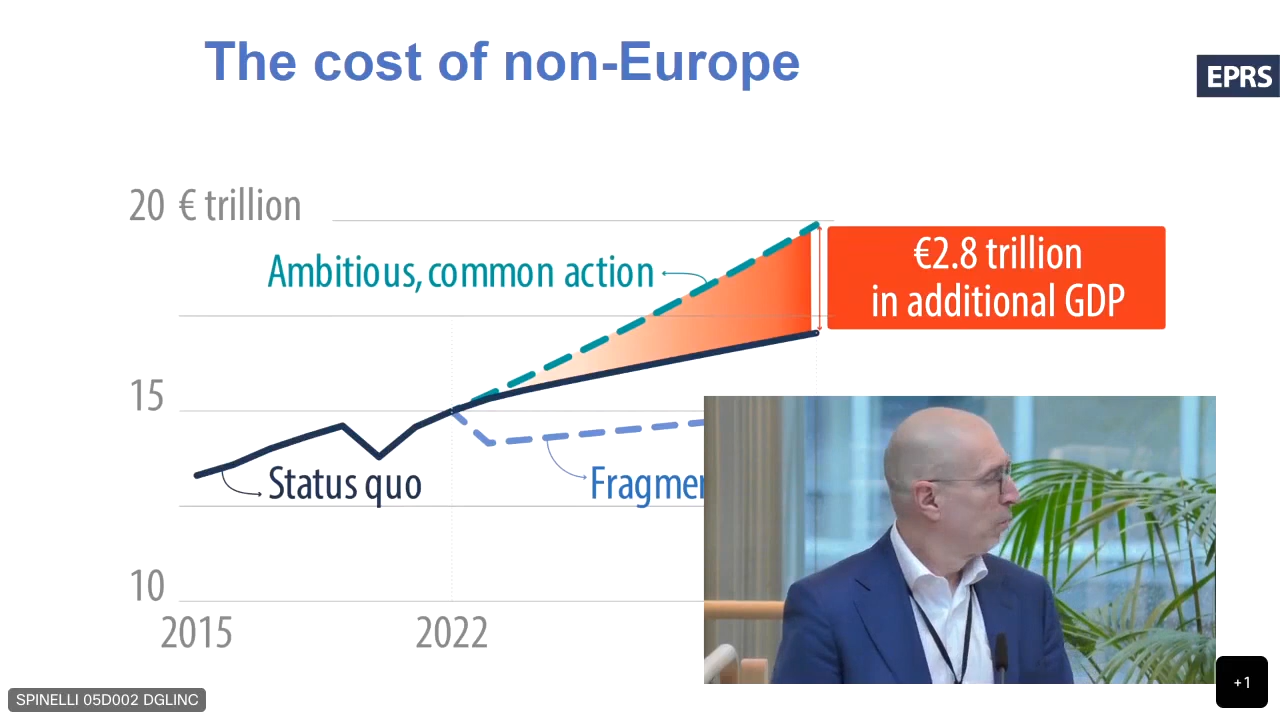 The cost of non-Europe
EPRS
20 € trillion
Ambitious, common action
€2.8 trillion
in additional GDP
15
Status quo
10
2015
2022
SPINELLI 05D002 DGLINC
+1